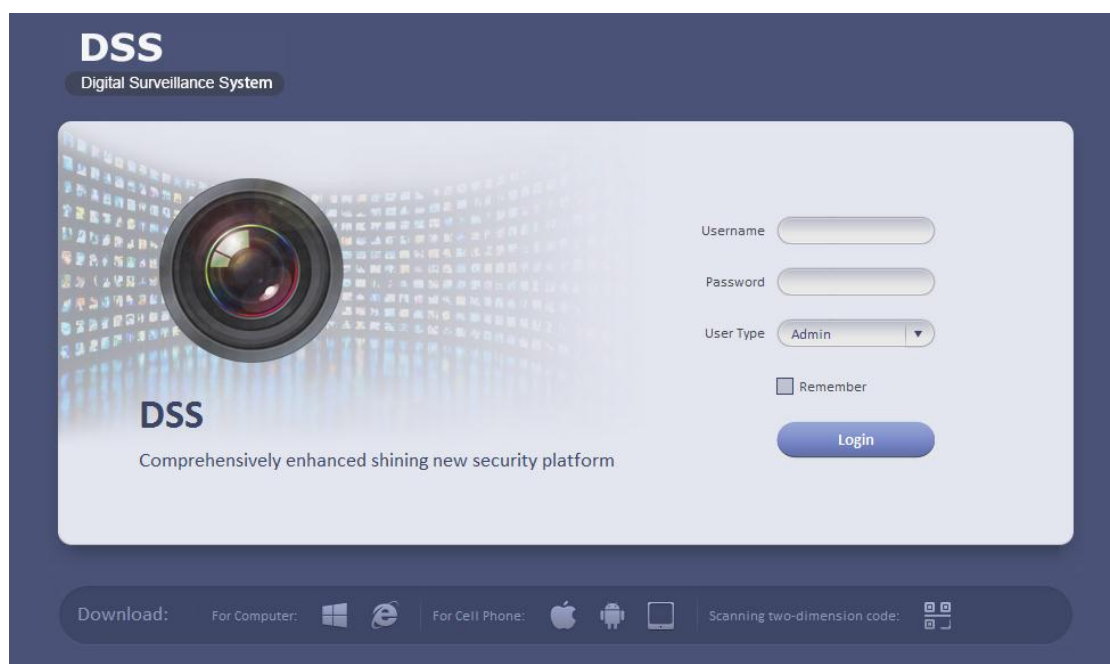 DSS
Digital Surveillance System
Username
Password
User Type Admin
Remember
Login
DSS
Comprehensively enhanced shining new security platform
Download: For Computer: For Cell Phone: Scanning two-dimension code: